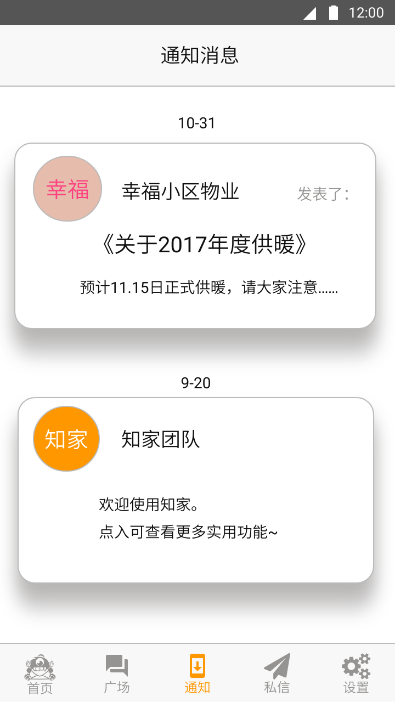 12:00
通知消息
10-31
幸福
幸福小区物业
发表了:
《关于2017年度供暖》
预计11.15日正式供暖，请大家注意......
9-20
知家
知家团队
欢迎使用知家。
点入可查看更多实用功能~
首页
广场
通知
私信
设置